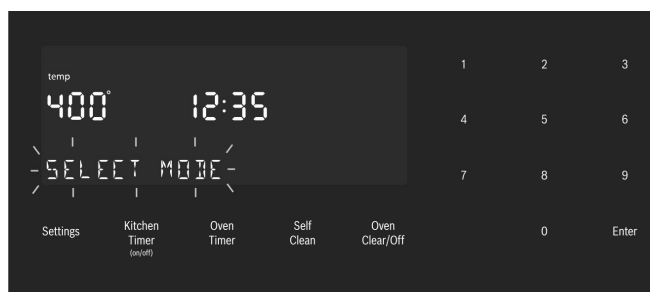 temp
400° 12:35
SELECT MODE
1 2 3
4 5 6
7 8 9
0 Enter
Settings
Kitchen
Timer
(on/off)
Oven
Timer
Self
Clean
Oven
Clear/Off